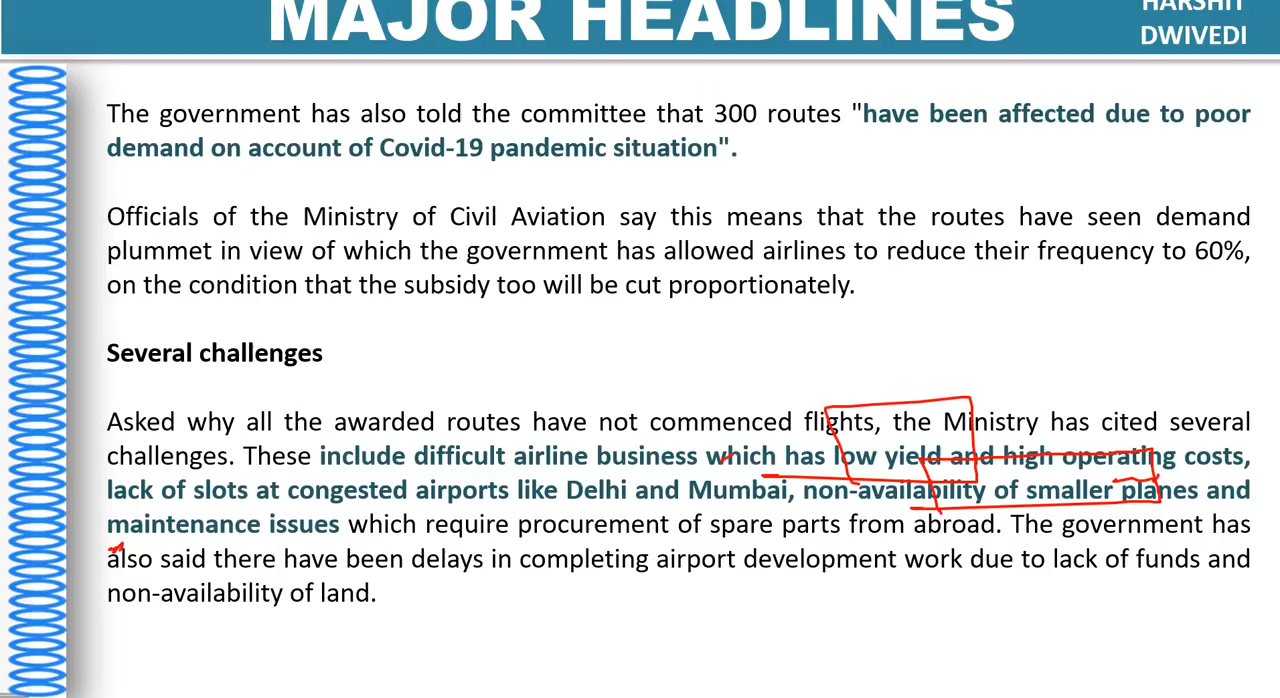 MAJOR HEADLINES
HARSHIT
DWIVEDI
The government has also told the committee that 300 routes "have been affected due to poor
demand on account of Covid-19 pandemic situation".
Officials of the Ministry of Civil Aviation say this means that the routes have seen demand
plummet in view of which the government has allowed airlines to reduce their frequency to 60%,
on the condition that the subsidy too will be cut proportionately.
Several challenges
Asked why all the awarded routes have not commenced flights, the Ministry has cited several
challenges. These include difficult airline business which has low yield and high operating costs,
lack of slots at congested airports like Delhi and Mumbai, non-availability of smaller planes and
maintenance issues which require procurement of spare parts from abroad. The government has
also said there have been delays in completing airport development work due to lack of funds and
non-availability of land.